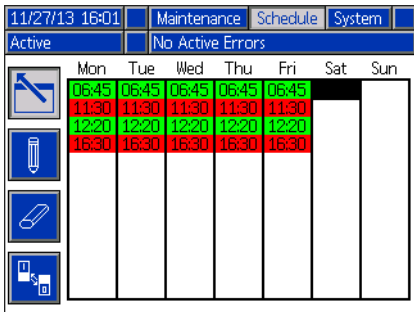 11/27/13 16:01 Maintenance Schedule System
Active No Active Errors
Mon Tue Wed Thu Fri Sat Sun
06:45 06:45 06:45 06:45 06:45
11:30 11:30 11:30 11:30 11:30
12:20 12:20 12:20 12:20 12:20
16:30 16:30 16:30 16:30 16:30